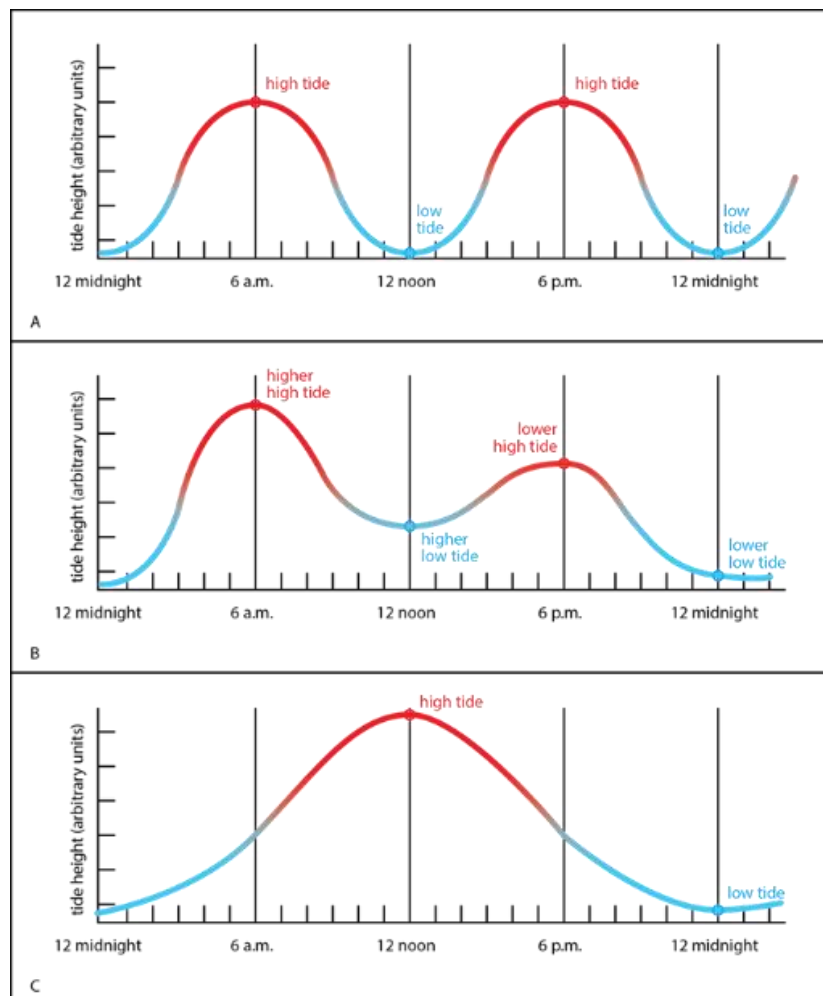 tide height (arbitrary units)
high tide
high tide
low
tide
low
tide
12 midnight
6 a.m.
12 noon
6 p.m.
12 midnight
A
tide height (arbitrary units)
higher
high tide
lower
high tide
higher
low tide
lower
low tide
12 midnight
6 a.m.
12 noon
6 p.m.
12 midnight
B
tide height (arbitrary units)
high tide
low tide
12 midnight
6 a.m.
12 noon
6 p.m.
12 midnight
C